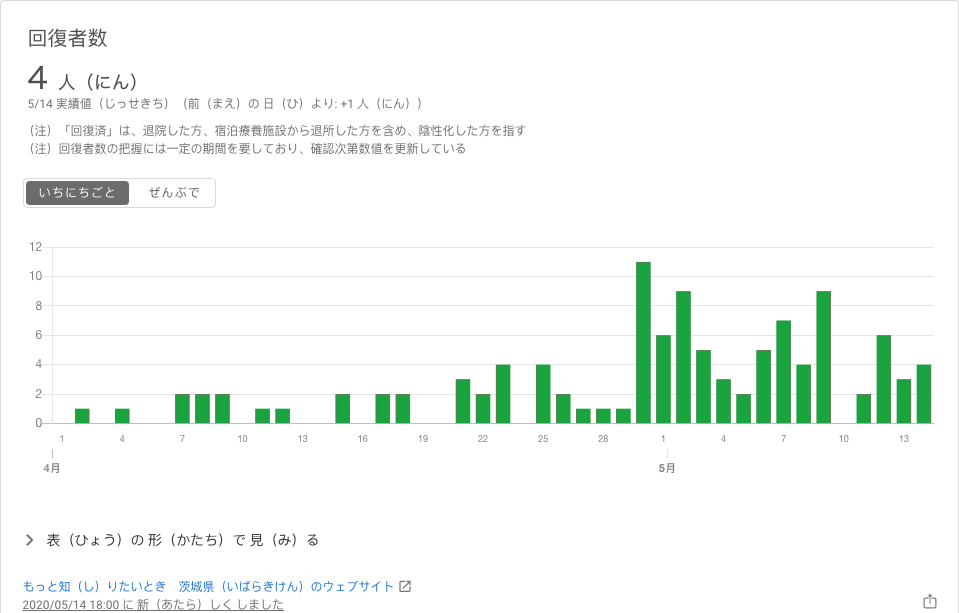 回復者数
4 人（にん）
5/14 実績値（じっせきち）（前（まえ）の 日（ひ）より: +1 人（にん））
（注）「回復済」は、退院した方、宿泊療養施設から退所した方を含め、陰性化した方を指す
（注）回復者数の把握には一定の期間を要しており、確認次第数値を更新している
いちにちごと ぜんぶで
12
10
8
6
4
2
0
1 4 7 10 13 16 19 22 25 28 1 4 7 10 13
4月 5月
表（ひょう）の 形（かたち）で 見（み）る
もっと知（し）りたいとき　茨城県（いばらきけん）のウェブサイト
2020/05/14 18:00 に 新（あたら）しく しました